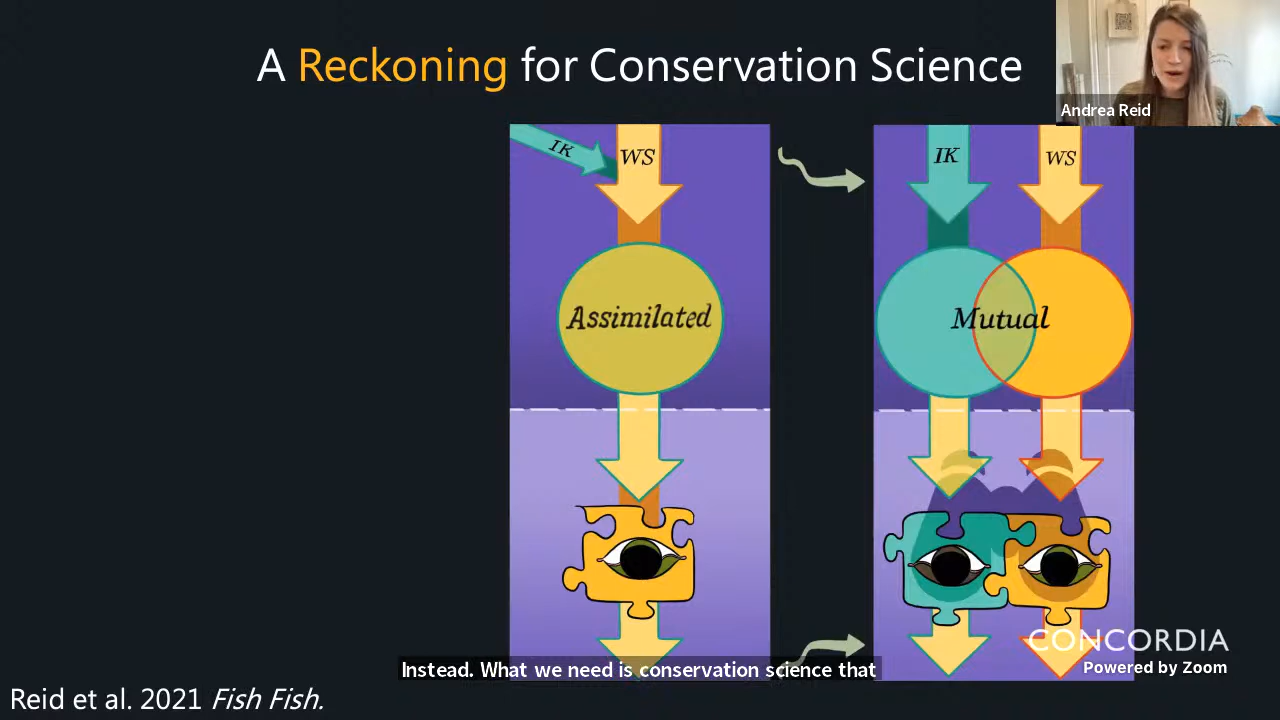 A Reckoning for Conservation Science
Andrea Reid
IK
WS
IK
WS
Assimilated
Mutual
CONCORDIA
Powered by Zoom
Instead. What we need is conservation science that
Reid et al. 2021 Fish Fish.